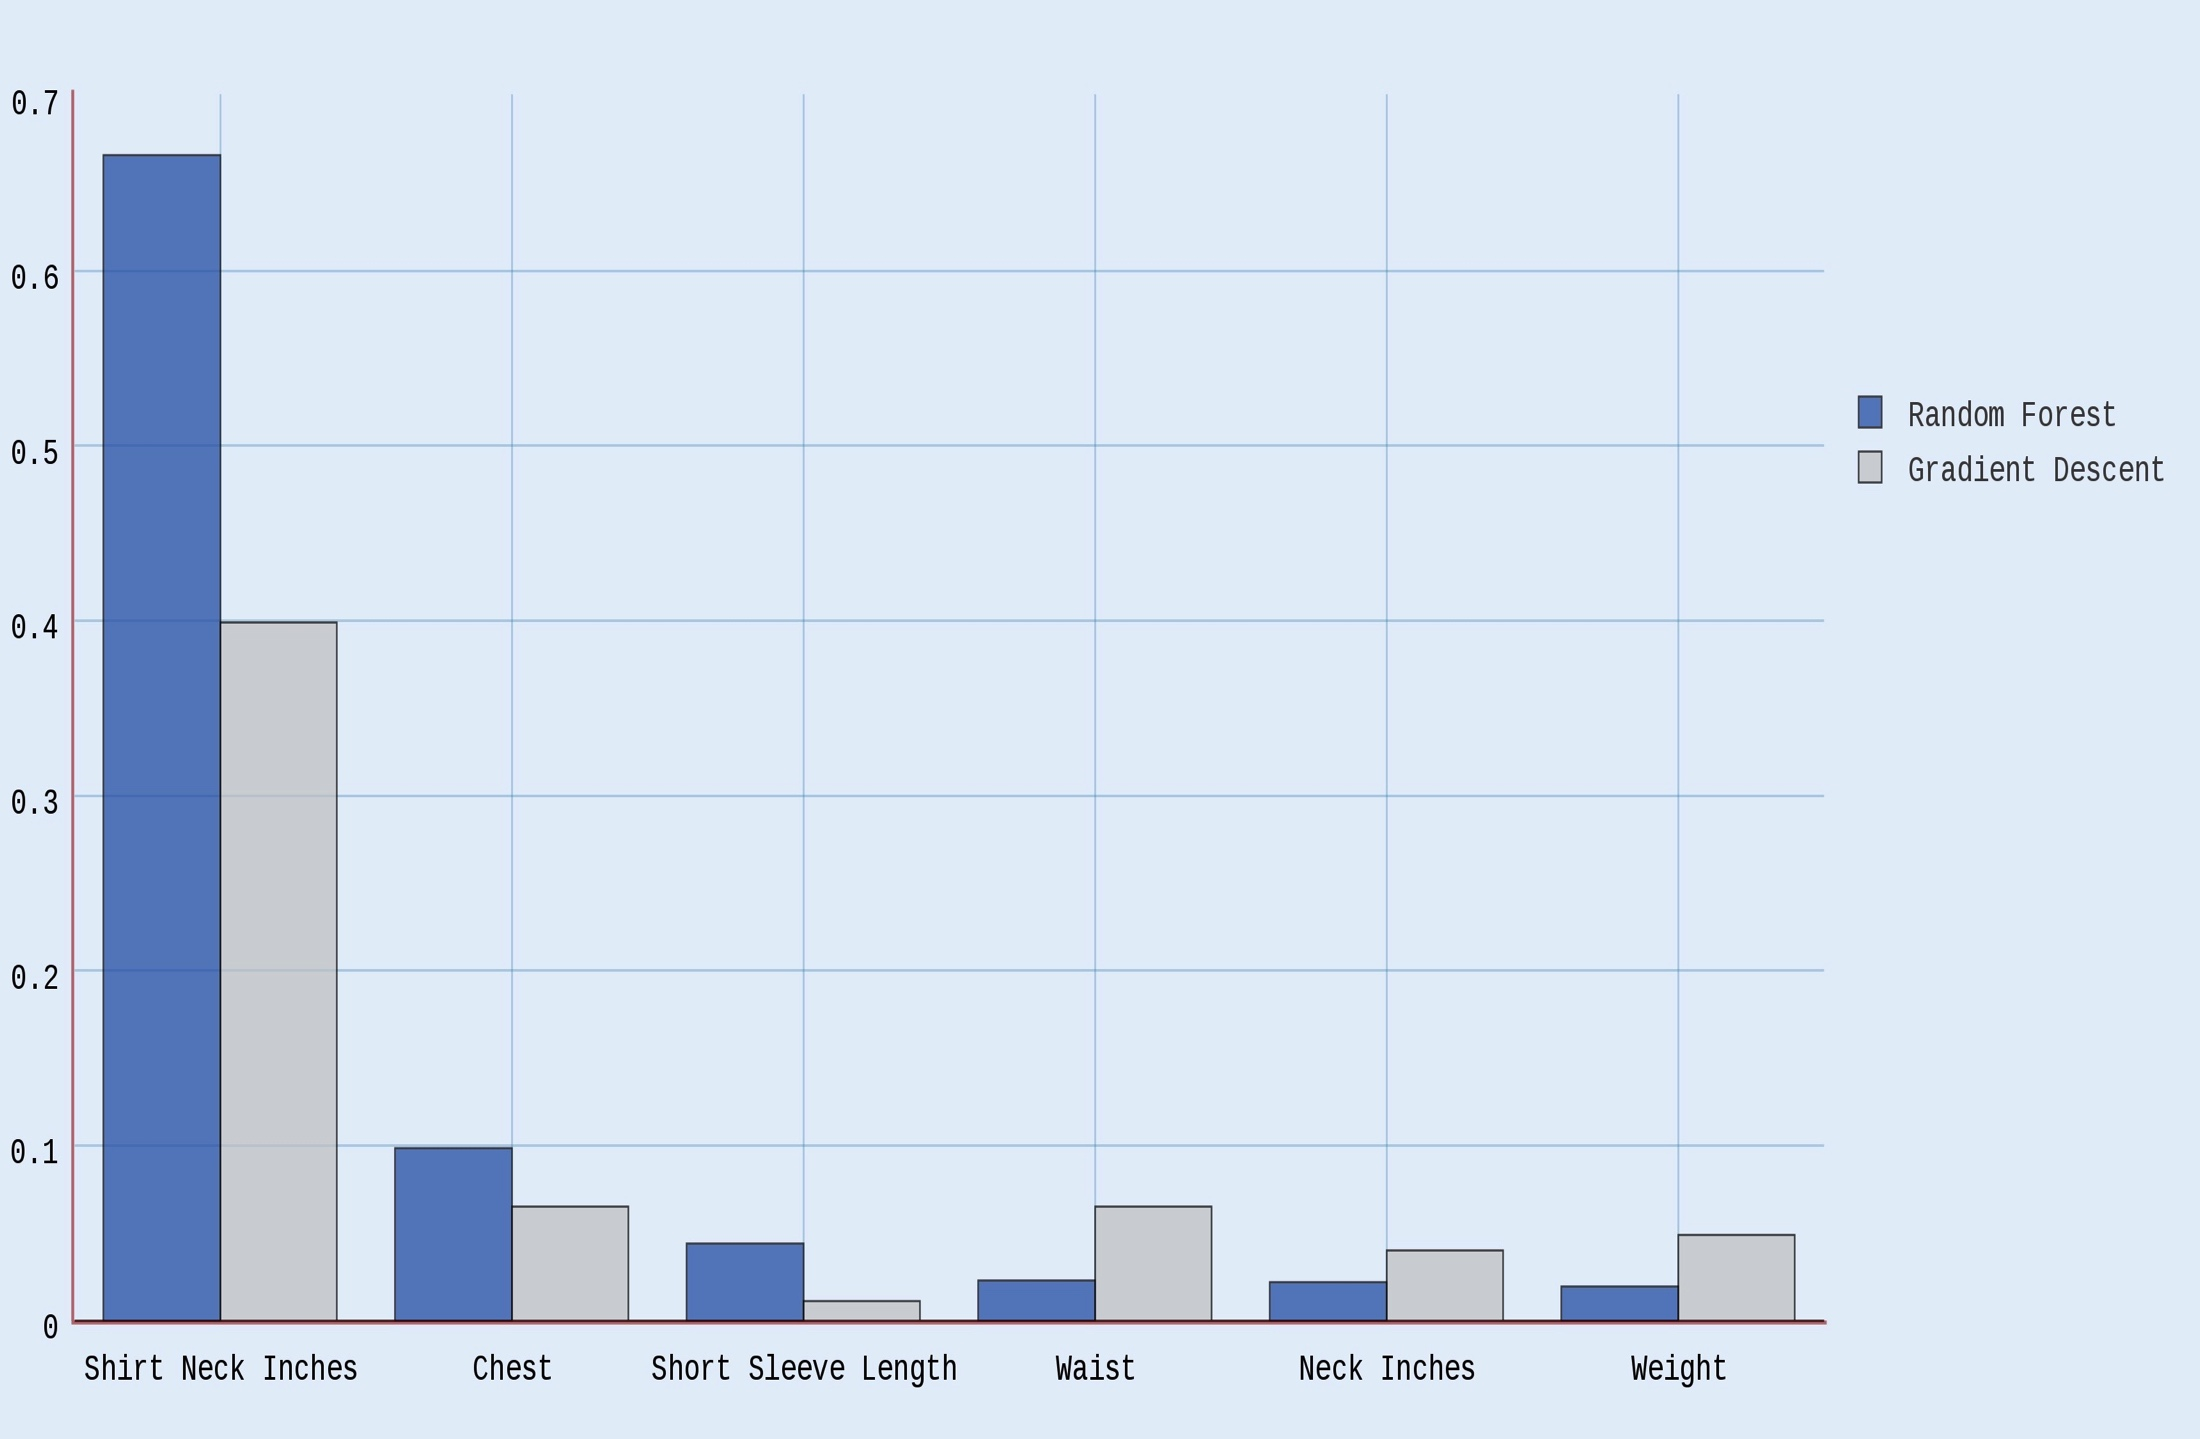 0.7
0.6
0.5
0.4
0.3
0.2
0.1
0
Shirt Neck Inches
Chest
Short Sleeve Length
Waist
Neck Inches
Weight
Random Forest
Gradient Descent